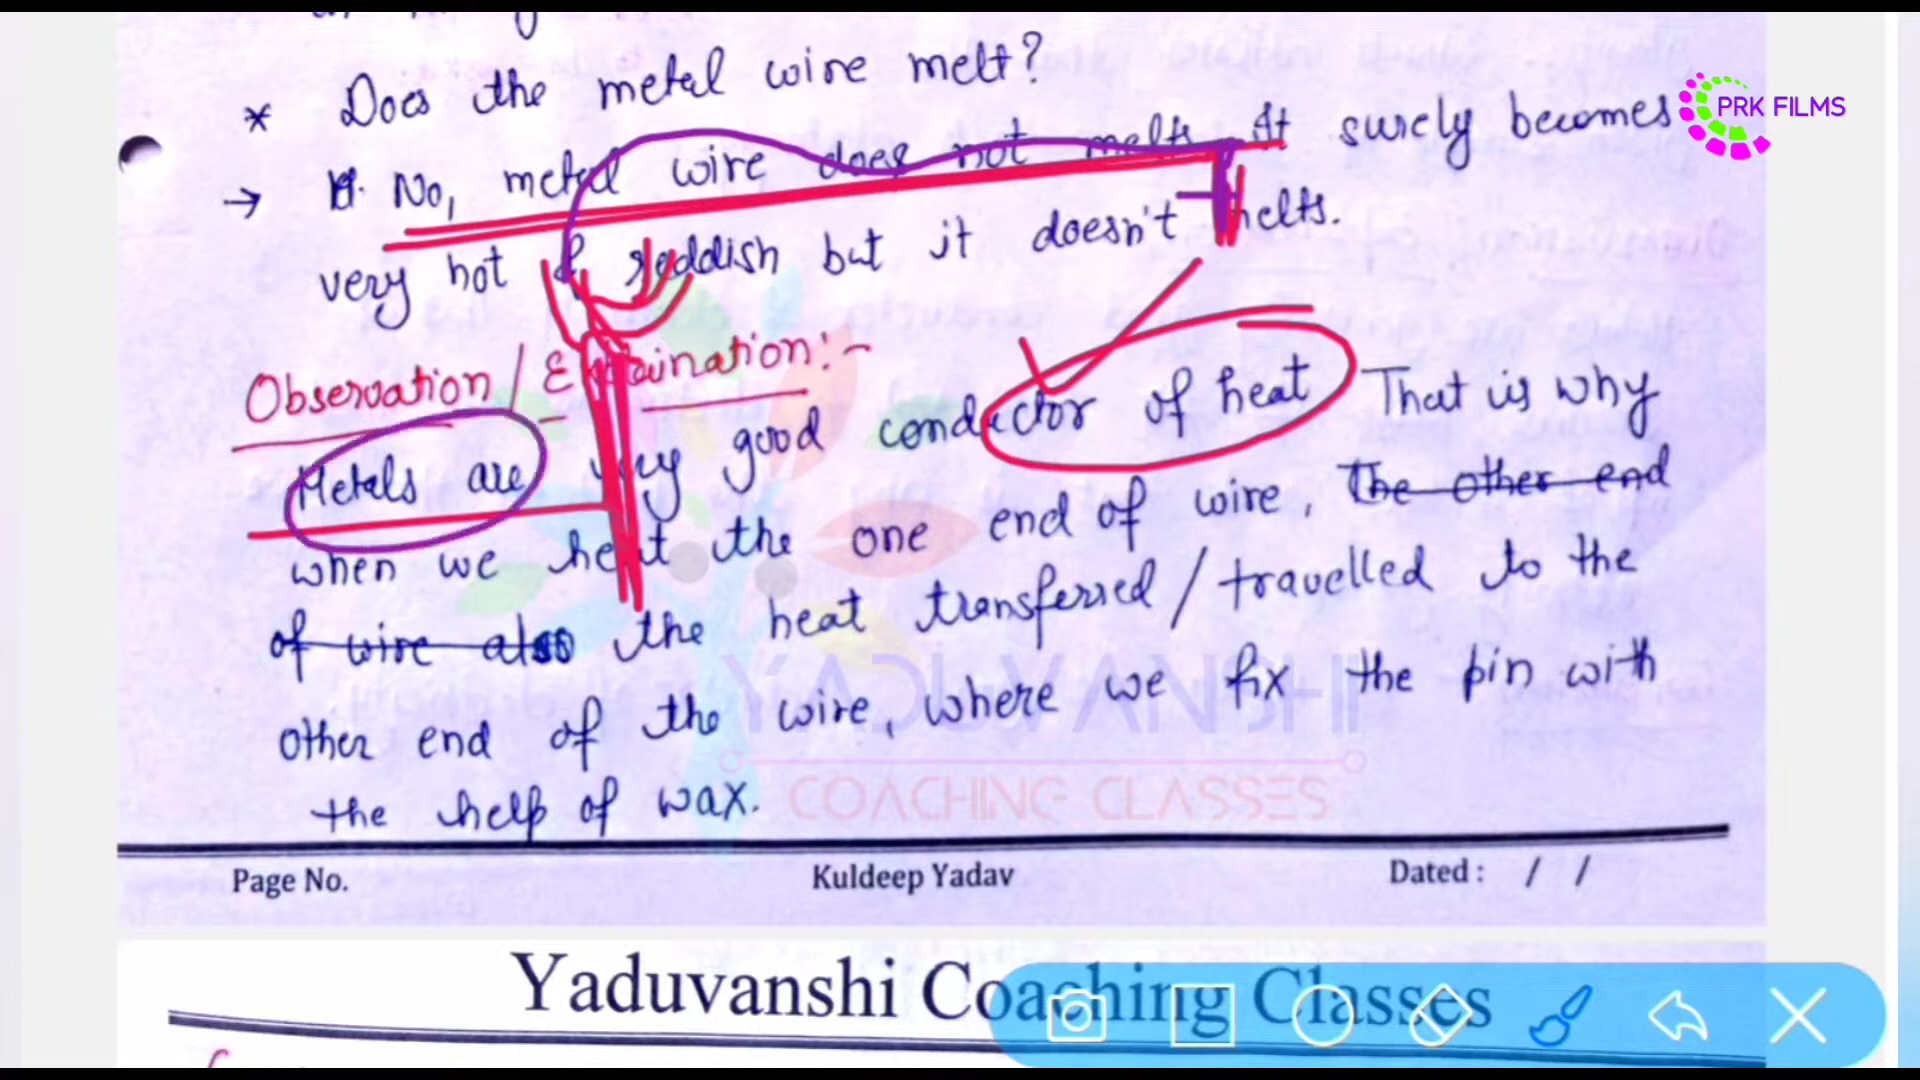 * Does the metal wire melt?
PRK FILMS
→ No, metal wire does not melts. It surely becomes
very hot & reddish but it doesn't melts.
Observation / Explaination:-
Metals are very good conductor of heat That is why
when we heat the one end of wire, The other end
of wire also the heat transferred / travelled to the
other end of the wire, where we fix the pin with
the help of wax.
YADUVANSHI
COACHING CLASSES
Page No. Kuldeep Yadav Dated : / /
Yaduvanshi Coaching Classes